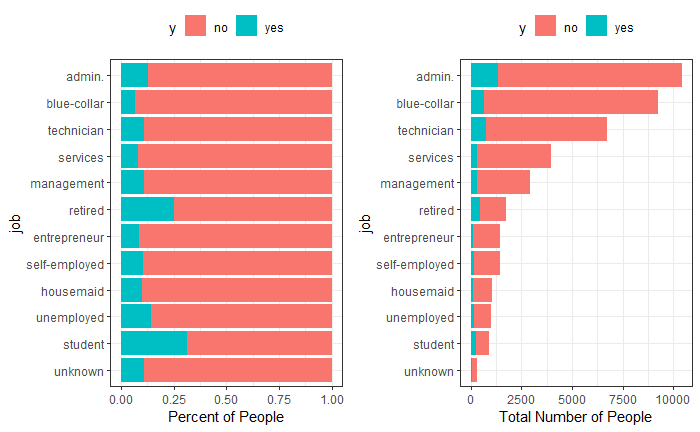 y no yes
admin.
blue-collar
technician
services
management
retired
entrepreneur
self-employed
housemaid
unemployed
student
unknown
job
0.00 0.25 0.50 0.75 1.00
Percent of People
y no yes
admin.
blue-collar
technician
services
management
retired
entrepreneur
self-employed
housemaid
unemployed
student
unknown
job
0 2500 5000 7500 10000
Total Number of People